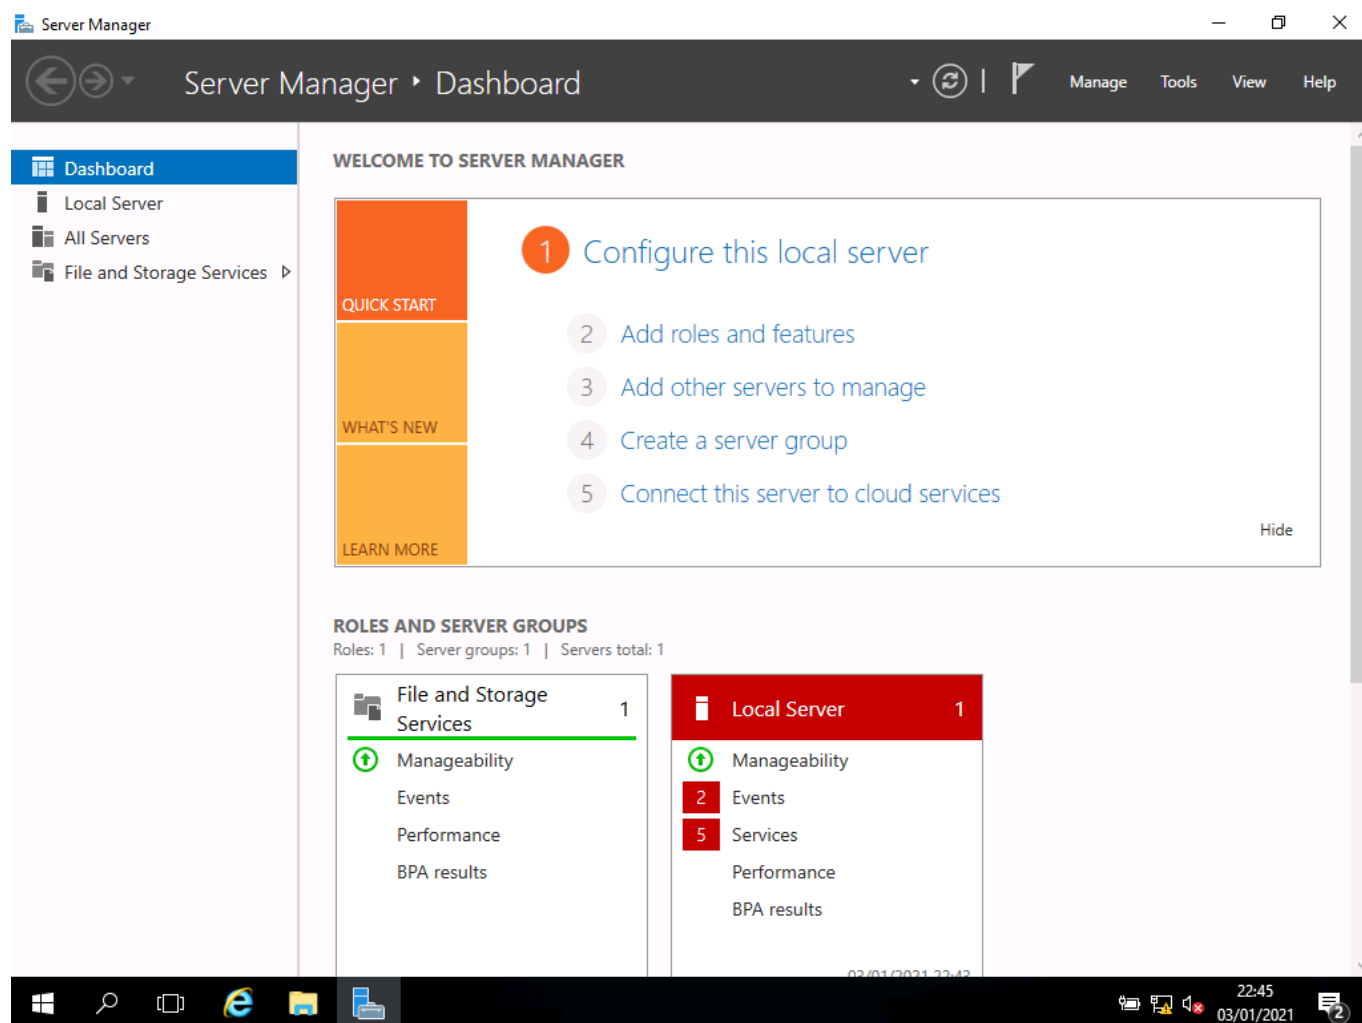 Server Manager
Server Manager ‣ Dashboard
Manage Tools View Help
Dashboard
Local Server
All Servers
File and Storage Services
WELCOME TO SERVER MANAGER
QUICK START
WHAT'S NEW
LEARN MORE
1 Configure this local server
2 Add roles and features
3 Add other servers to manage
4 Create a server group
5 Connect this server to cloud services
Hide
ROLES AND SERVER GROUPS
Roles: 1 | Server groups: 1 | Servers total: 1
File and Storage
Services 1
Manageability
Events
Performance
BPA results
Local Server 1
Manageability
2 Events
5 Services
Performance
BPA results
03/01/2021 22:43
22:45
03/01/2021
2